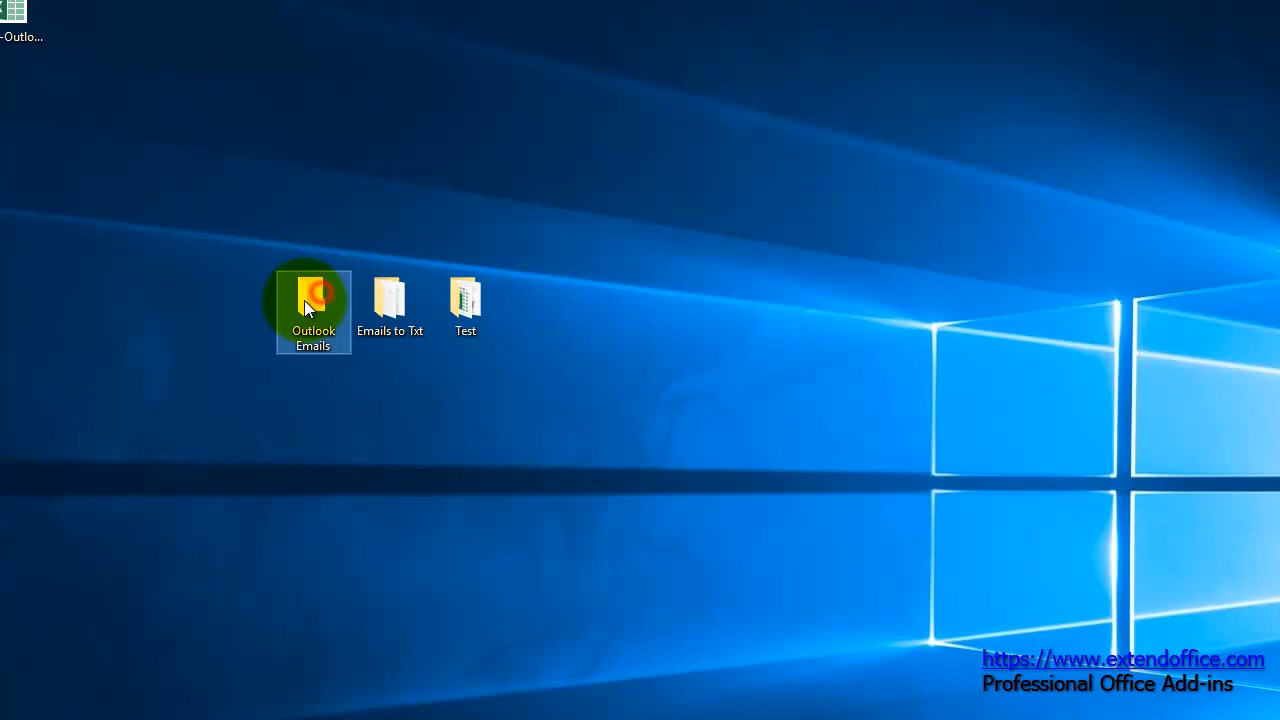 -Outlo...
Outlook
Emails
Emails to Txt
Test
https://www.extendoffice.com
Professional Office Add-ins